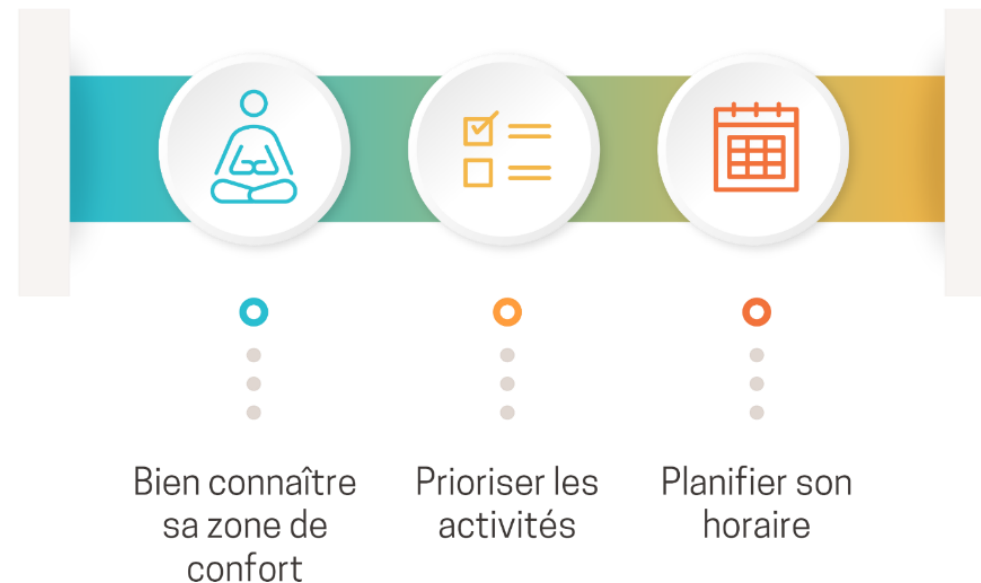 Bien connaître
sa zone de
confort
Prioriser les
activités
Planifier son
horaire